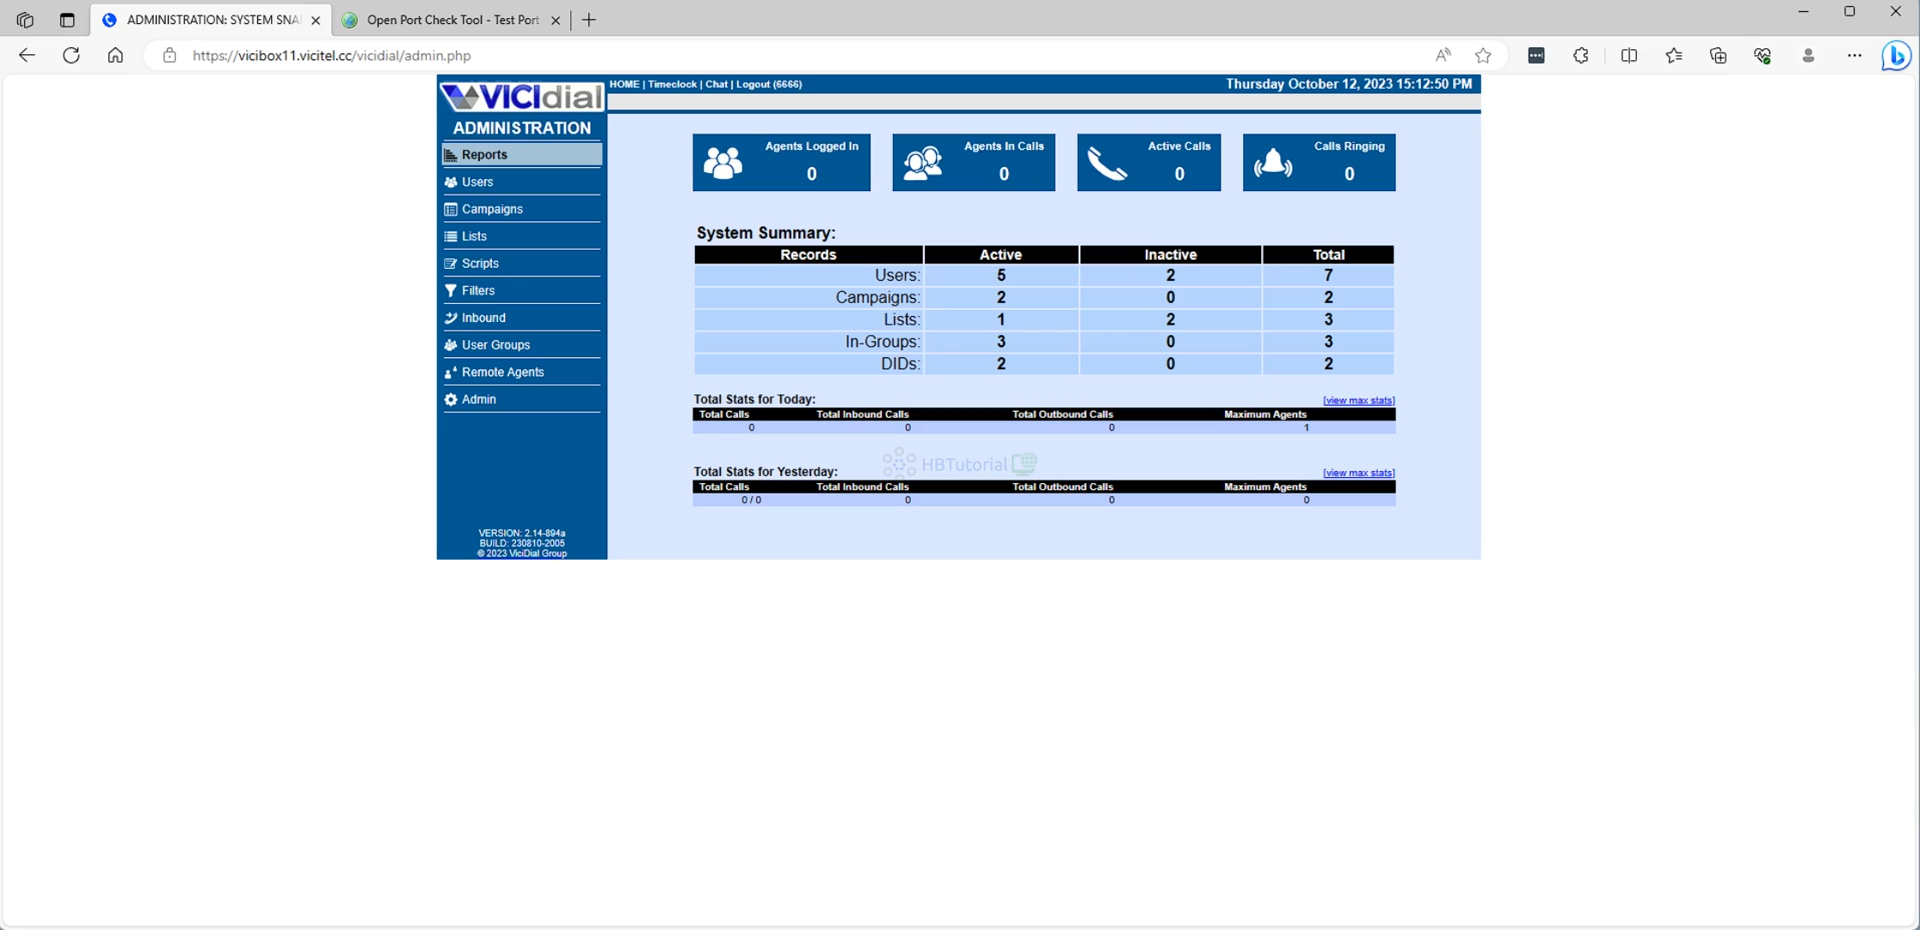 ADMINISTRATION: SYSTEM SNA
Open Port Check Tool - Test Port
https://vicibox11.vicitel.cc/vicidial/admin.php
VICIdial
HOME | Timeclock | Chat | Logout (6666)
Thursday October 12, 2023 15:12:50 PM
ADMINISTRATION
Reports
Users
Campaigns
Lists
Scripts
Filters
Inbound
User Groups
Remote Agents
Admin
VERSION: 2.14-894a
BUILD: 230810-2005
© 2023 ViciDial Group
Agents Logged In
0
Agents In Calls
0
Active Calls
0
Calls Ringing
0
System Summary:
Records Active Inactive Total
Users: 5 2 7
Campaigns: 2 0 2
Lists: 1 2 3
In-Groups: 3 0 3
DIDs: 2 0 2
Total Stats for Today: [view max stats]
Total Calls Total Inbound Calls Total Outbound Calls Maximum Agents
0 0 0 1
HBTutorial
Total Stats for Yesterday: [view max stats]
Total Calls Total Inbound Calls Total Outbound Calls Maximum Agents
0 / 0 0 0 0